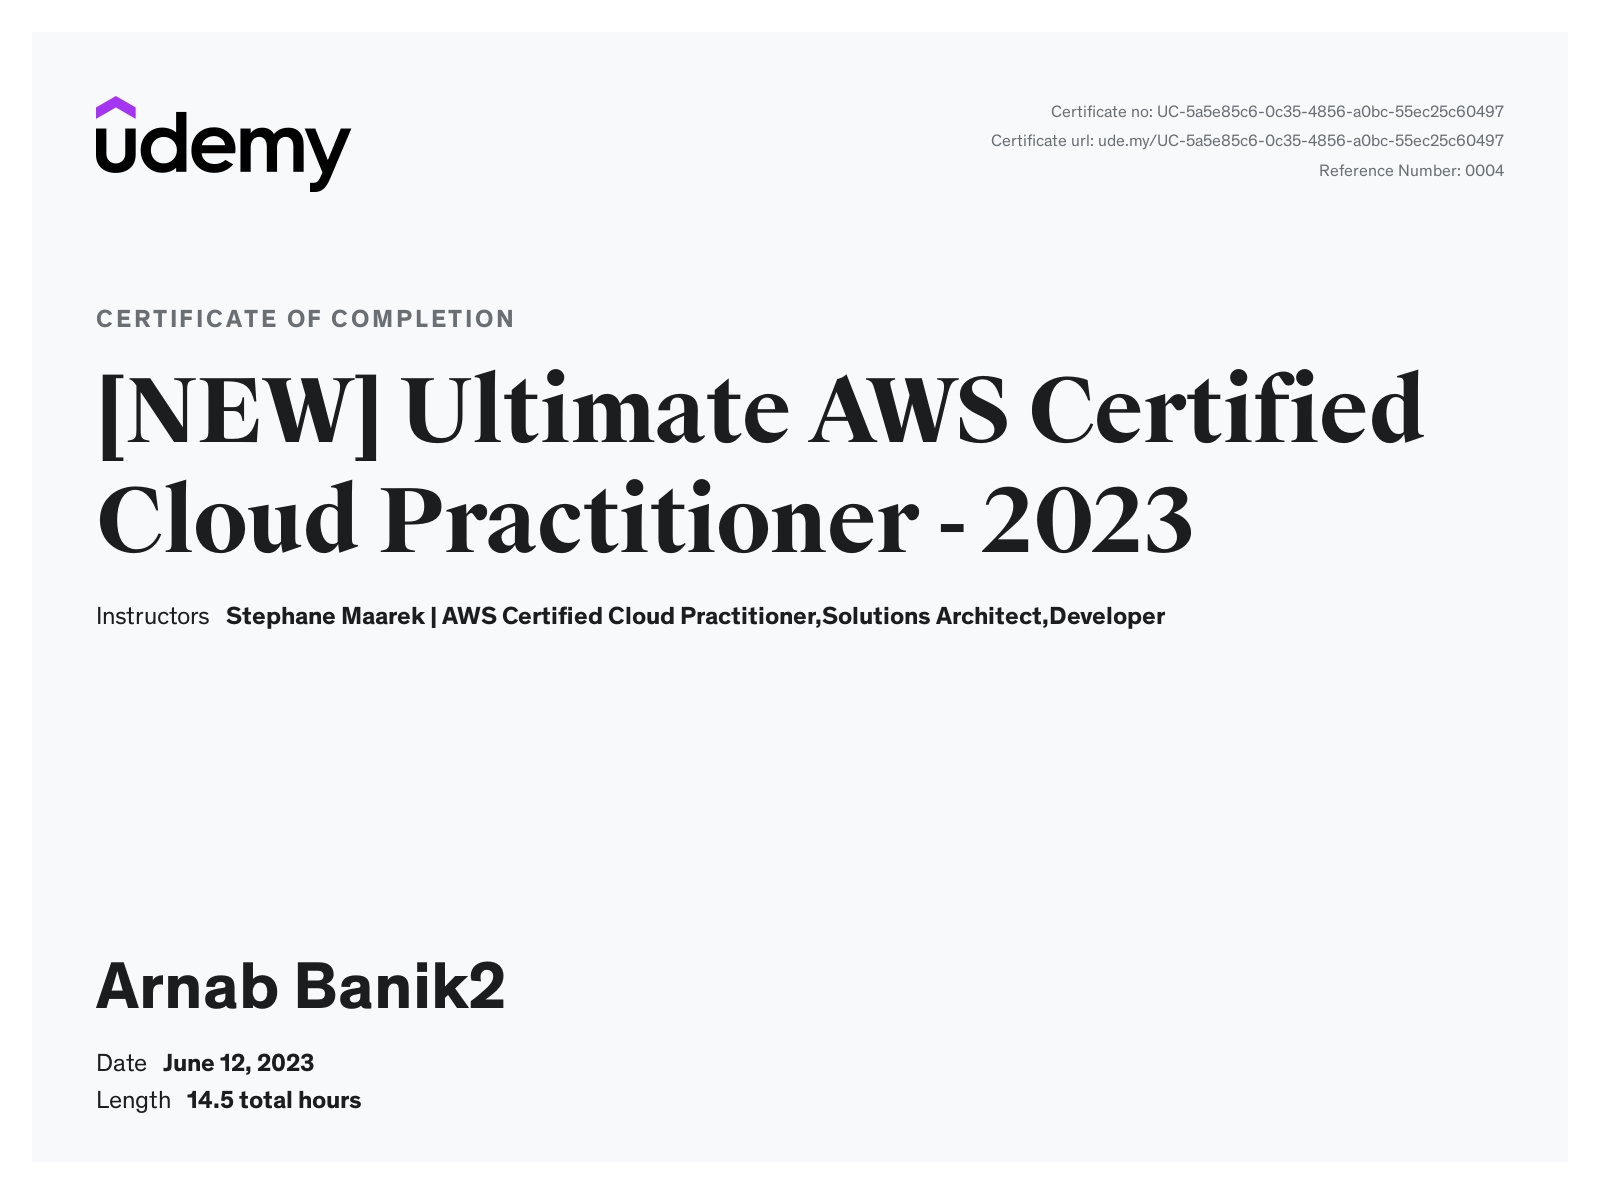 udemy
Certificate no: UC-5a5e85c6-0c35-4856-a0bc-55ec25c60497
Certificate url: ude.my/UC-5a5e85c6-0c35-4856-a0bc-55ec25c60497
Reference Number: 0004
CERTIFICATE OF COMPLETION
[NEW] Ultimate AWS Certified
Cloud Practitioner - 2023
Instructors Stephane Maarek | AWS Certified Cloud Practitioner,Solutions Architect,Developer
Arnab Banik2
Date June 12, 2023
Length 14.5 total hours